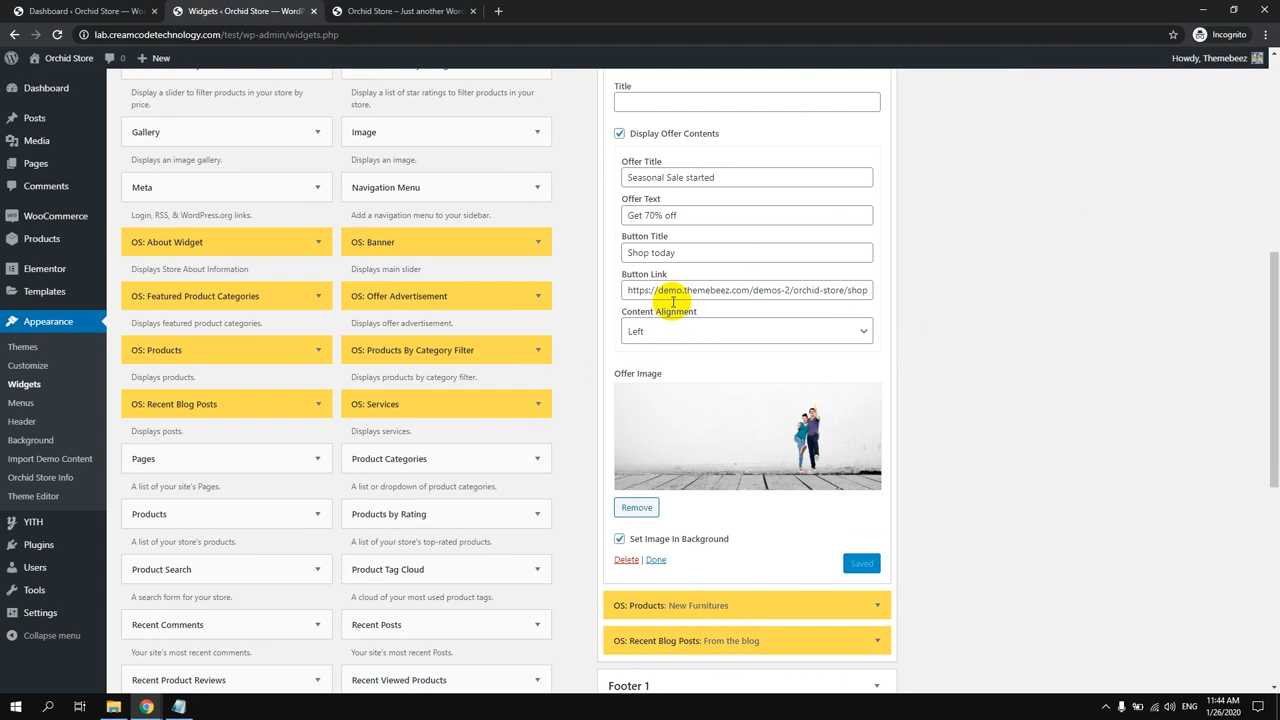 Dashboard ‹ Orchid Store — Wo
Widgets ‹ Orchid Store — WordP
Orchid Store – Just another Word
lab.creamcodetechnology.com/test/wp-admin/widgets.php
Incognito
Orchid Store
0
New
Howdy, Themebeez
Dashboard
Posts
Media
Pages
Comments
WooCommerce
Products
Elementor
Templates
Appearance
Themes
Customize
Widgets
Menus
Header
Background
Import Demo Content
Orchid Store Info
Theme Editor
YITH
Plugins
Users
Tools
Settings
Collapse menu
Display a slider to filter products in your store by
price.
Display a list of star ratings to filter products in your
store.
Gallery
Image
Displays an image gallery.
Displays an image.
Meta
Navigation Menu
Login, RSS, & WordPress.org links.
Add a navigation menu to your sidebar.
OS: About Widget
OS: Banner
Displays Store About Information
Displays main slider
OS: Featured Product Categories
OS: Offer Advertisement
Displays featured product categories.
Displays offer advertisement.
OS: Products
OS: Products By Category Filter
Displays products.
Displays products by category filter.
OS: Recent Blog Posts
OS: Services
Displays posts.
Displays services.
Pages
Product Categories
A list of your site's Pages.
A list or dropdown of product categories.
Products
Products by Rating
A list of your store's products.
A list of your store's top-rated products.
Product Search
Product Tag Cloud
A search form for your store.
A cloud of your most used product tags.
Recent Comments
Recent Posts
Your site's most recent comments.
Your site's most recent Posts.
Recent Product Reviews
Recent Viewed Products
Title
Display Offer Contents
Offer Title
Seasonal Sale started
Offer Text
Get 70% off
Button Title
Shop today
Button Link
https://demo.themebeez.com/demos-2/orchid-store/shop
Content Alignment
Left
Offer Image
Remove
Set Image In Background
Delete | Done
Saved
OS: Products: New Furnitures
OS: Recent Blog Posts: From the blog
Footer 1
ENG
11:44 AM
1/26/2020